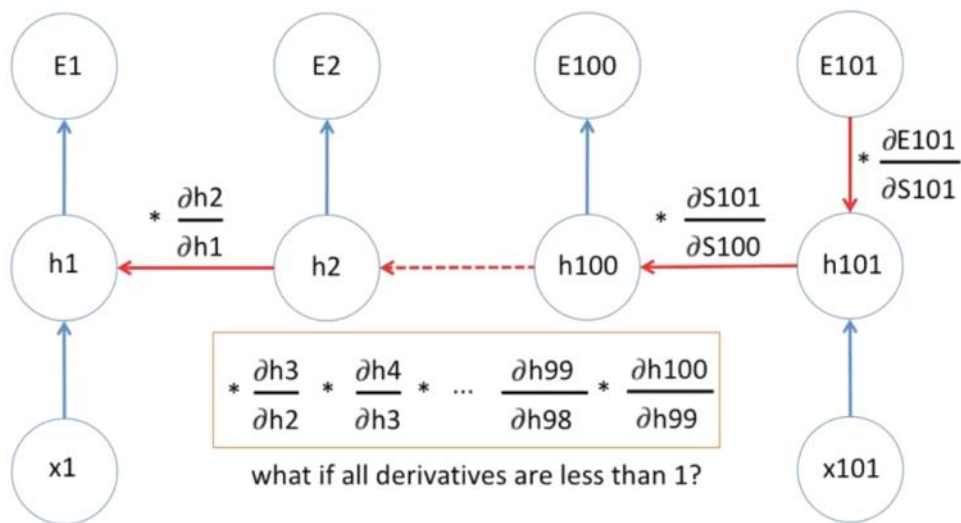 E1 E2 E100 E101
* ∂E101/∂S101
* ∂h2/∂h1 * ∂S101/∂S100
h1 h2 h100 h101
* ∂h3/∂h2 * ∂h4/∂h3 * ... ∂h99/∂h98 * ∂h100/∂h99
x1 what if all derivatives are less than 1? x101